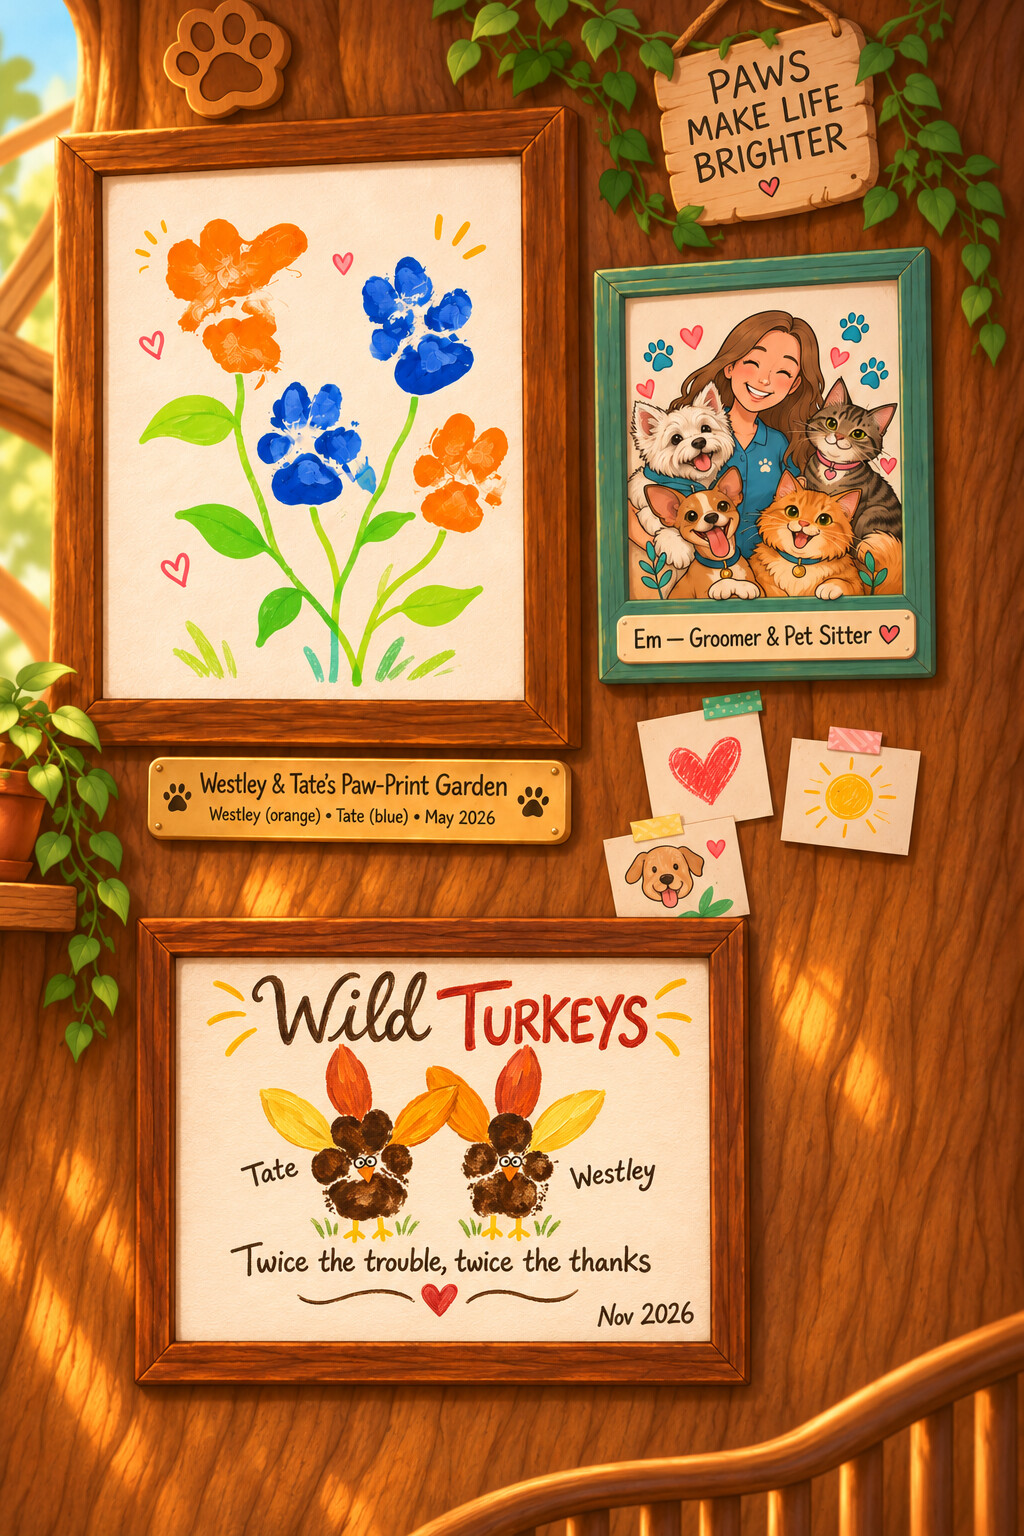 PAWS
MAKE LIFE
BRIGHTER
Em — Groomer & Pet Sitter
Westley & Tate's Paw-Print Garden
Westley (orange) • Tate (blue) • May 2026
Wild TURKEYS
Tate
Westley
Twice the trouble, twice the thanks
Nov 2026